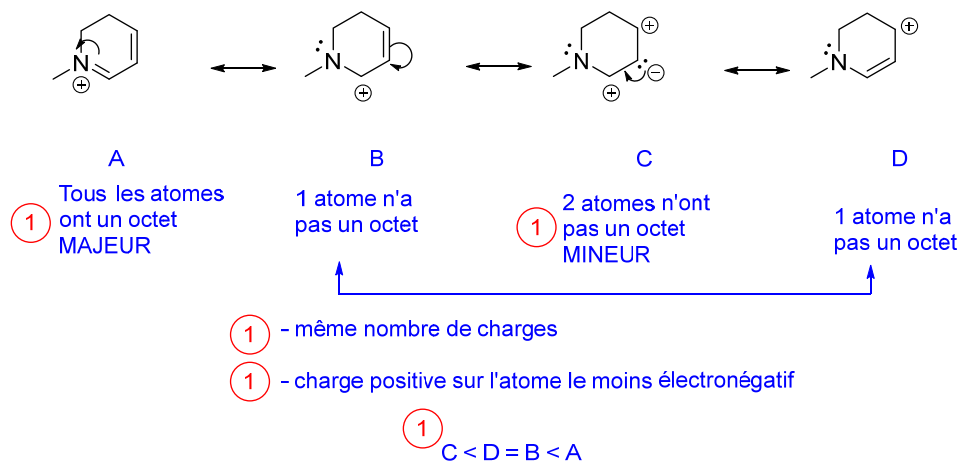 N
N
N
N
A
B
C
D
1 Tous les atomes
ont un octet
MAJEUR
1 atome n'a
pas un octet
1 2 atomes n'ont
pas un octet
MINEUR
1 atome n'a
pas un octet
1 - même nombre de charges
1 - charge positive sur l'atome le moins électronégatif
1 C < D = B < A